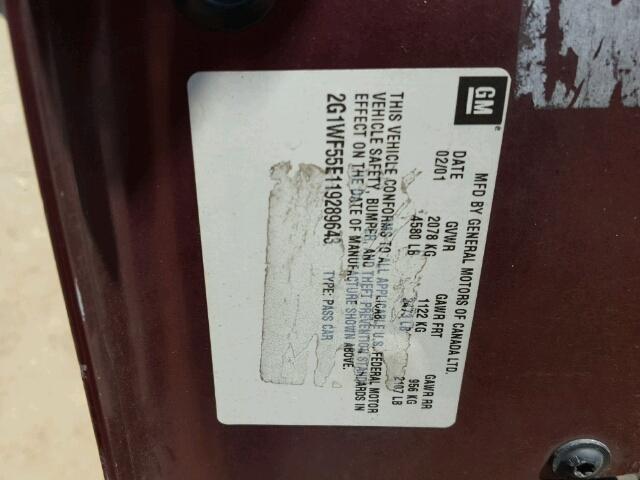 GM
MFD BY GENERAL MOTORS OF CANADA LTD.
DATE GVWR GAWR FRT GAWR RR
02/01 2078 KG 1122 KG 956 KG
4580 LB 2473 LB 2107 LB
THIS VEHICLE CONFORMS TO ALL APPLICABLE U.S. FEDERAL MOTOR
VEHICLE SAFETY, BUMPER, AND THEFT PREVENTION STANDARDS IN
EFFECT ON THE DATE OF MANUFACTURE SHOWN ABOVE.
2G1WF55E119289643 TYPE: PASS CAR